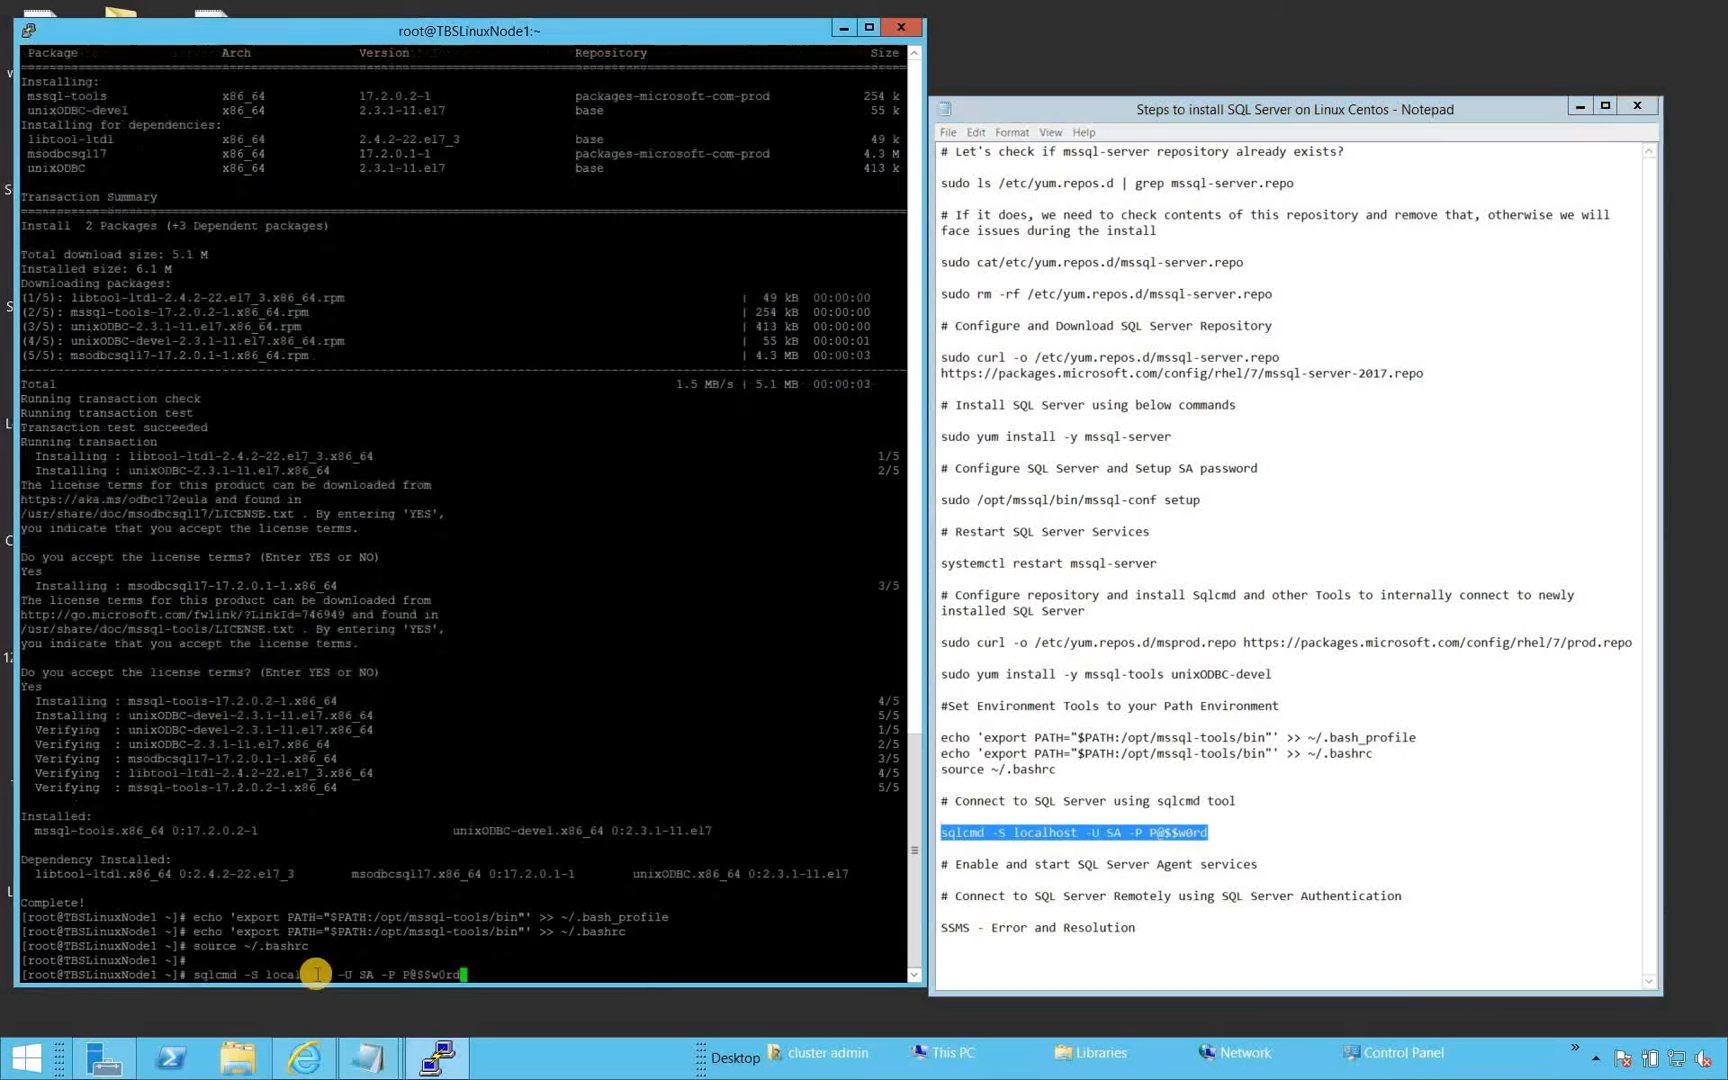 root@TBSLinuxNode1:~
Package Arch Version Repository Size
Installing:
mssql-tools x86_64 17.2.0.2-1 packages-microsoft-com-prod 254 k
unixODBC-devel x86_64 2.3.1-11.el7 base 55 k
Installing for dependencies:
libtool-ltdl x86_64 2.4.2-22.el7_3 base 49 k
msodbcsql17 x86_64 17.2.0.1-1 packages-microsoft-com-prod 4.3 M
unixODBC x86_64 2.3.1-11.el7 base 413 k
Transaction Summary
Install 2 Packages (+3 Dependent packages)
Total download size: 5.1 M
Installed size: 6.1 M
Downloading packages:
(1/5): libtool-ltdl-2.4.2-22.el7_3.x86_64.rpm | 49 kB 00:00:00
(2/5): mssql-tools-17.2.0.2-1.x86_64.rpm | 254 kB 00:00:00
(3/5): unixODBC-2.3.1-11.el7.x86_64.rpm | 413 kB 00:00:00
(4/5): unixODBC-devel-2.3.1-11.el7.x86_64.rpm | 55 kB 00:00:01
(5/5): msodbcsql17-17.2.0.1-1.x86_64.rpm | 4.3 MB 00:00:03
Total 1.5 MB/s | 5.1 MB 00:00:03
Running transaction check
Running transaction test
Transaction test succeeded
Running transaction
Installing : libtool-ltdl-2.4.2-22.el7_3.x86_64 1/5
Installing : unixODBC-2.3.1-11.el7.x86_64 2/5
The license terms for this product can be downloaded from
https://aka.ms/odbc172eula and found in
/usr/share/doc/msodbcsql17/LICENSE.txt . By entering 'YES',
you indicate that you accept the license terms.
Do you accept the license terms? (Enter YES or NO)
Yes
Installing : msodbcsql17-17.2.0.1-1.x86_64 3/5
The license terms for this product can be downloaded from
http://go.microsoft.com/fwlink/?LinkId=746949 and found in
/usr/share/doc/mssql-tools/LICENSE.txt . By entering 'YES',
you indicate that you accept the license terms.
Do you accept the license terms? (Enter YES or NO)
Yes
Installing : mssql-tools-17.2.0.2-1.x86_64 4/5
Installing : unixODBC-devel-2.3.1-11.el7.x86_64 5/5
Verifying : unixODBC-devel-2.3.1-11.el7.x86_64 1/5
Verifying : unixODBC-2.3.1-11.el7.x86_64 2/5
Verifying : msodbcsql17-17.2.0.1-1.x86_64 3/5
Verifying : libtool-ltdl-2.4.2-22.el7_3.x86_64 4/5
Verifying : mssql-tools-17.2.0.2-1.x86_64 5/5
Installed:
mssql-tools.x86_64 0:17.2.0.2-1 unixODBC-devel.x86_64 0:2.3.1-11.el7
Dependency Installed:
libtool-ltdl.x86_64 0:2.4.2-22.el7_3 msodbcsql17.x86_64 0:17.2.0.1-1 unixODBC.x86_64 0:2.3.1-11.el7
Complete!
[root@TBSLinuxNode1 ~]# echo 'export PATH="$PATH:/opt/mssql-tools/bin"' >> ~/.bash_profile
[root@TBSLinuxNode1 ~]# echo 'export PATH="$PATH:/opt/mssql-tools/bin"' >> ~/.bashrc
[root@TBSLinuxNode1 ~]# source ~/.bashrc
[root@TBSLinuxNode1 ~]#
[root@TBSLinuxNode1 ~]# sqlcmd -S local -U SA -P P@$$w0rd
Steps to install SQL Server on Linux Centos - Notepad
File Edit Format View Help
# Let's check if mssql-server repository already exists?
sudo ls /etc/yum.repos.d | grep mssql-server.repo
# If it does, we need to check contents of this repository and remove that, otherwise we will
face issues during the install
sudo cat/etc/yum.repos.d/mssql-server.repo
sudo rm -rf /etc/yum.repos.d/mssql-server.repo
# Configure and Download SQL Server Repository
sudo curl -o /etc/yum.repos.d/mssql-server.repo
https://packages.microsoft.com/config/rhel/7/mssql-server-2017.repo
# Install SQL Server using below commands
sudo yum install -y mssql-server
# Configure SQL Server and Setup SA password
sudo /opt/mssql/bin/mssql-conf setup
# Restart SQL Server Services
systemctl restart mssql-server
# Configure repository and install Sqlcmd and other Tools to internally connect to newly
installed SQL Server
sudo curl -o /etc/yum.repos.d/msprod.repo https://packages.microsoft.com/config/rhel/7/prod.repo
sudo yum install -y mssql-tools unixODBC-devel
#Set Environment Tools to your Path Environment
echo 'export PATH="$PATH:/opt/mssql-tools/bin"' >> ~/.bash_profile
echo 'export PATH="$PATH:/opt/mssql-tools/bin"' >> ~/.bashrc
source ~/.bashrc
# Connect to SQL Server using sqlcmd tool
sqlcmd -S localhost -U SA -P P@$$w0rd
# Enable and start SQL Server Agent services
# Connect to SQL Server Remotely using SQL Server Authentication
SSMS - Error and Resolution
Desktop cluster admin This PC Libraries Network Control Panel